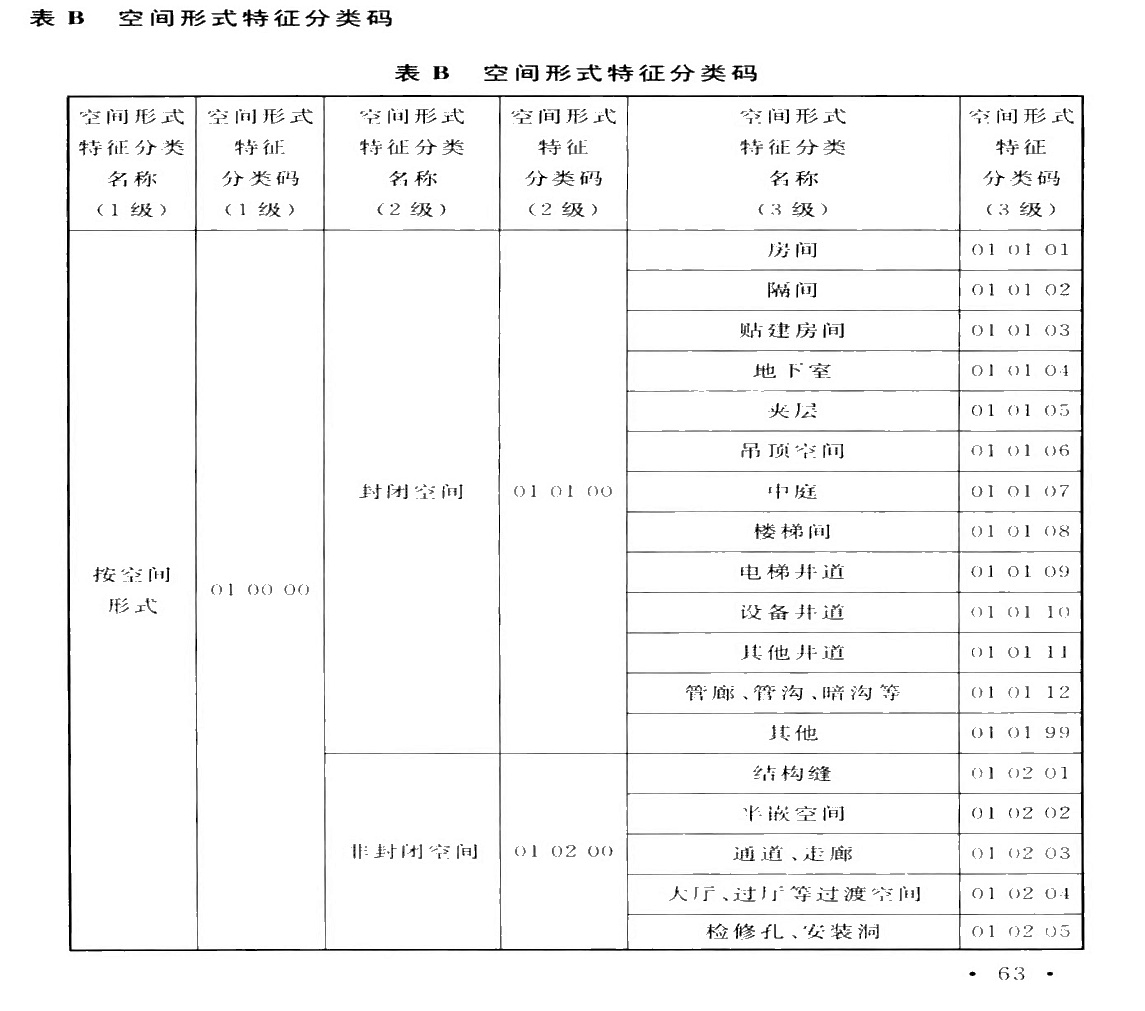 表 B 空间形式特征分类码
表 B 空间形式特征分类码
空间形式特征分类名称（1 级） 空间形式特征分类码（1 级） 空间形式特征分类名称（2 级） 空间形式特征分类码（2 级） 空间形式特征分类名称（3 级） 空间形式特征分类码（3 级）
按空间形式 01 00 00 封闭空间 01 01 00 房间 01 01 01
隔间 01 01 02
贴建房间 01 01 03
地下室 01 01 04
夹层 01 01 05
吊顶空间 01 01 06
中庭 01 01 07
楼梯间 01 01 08
电梯井道 01 01 09
设备井道 01 01 10
其他井道 01 01 11
管廊、管沟、暗沟等 01 01 12
其他 01 01 99
非封闭空间 01 02 00 结构缝 01 02 01
半嵌空间 01 02 02
通道、走廊 01 02 03
大厅、过厅等过渡空间 01 02 04
检修孔、安装洞 01 02 05
• 63 •